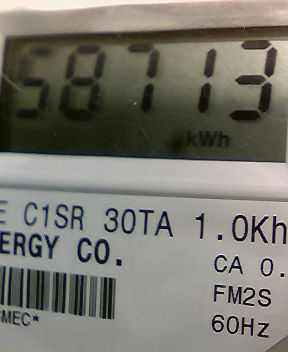 58713
kWh
E C1SR 30TA 1.0Kh
ERGY CO.
CA 0.
FM2S
MEC*
60Hz